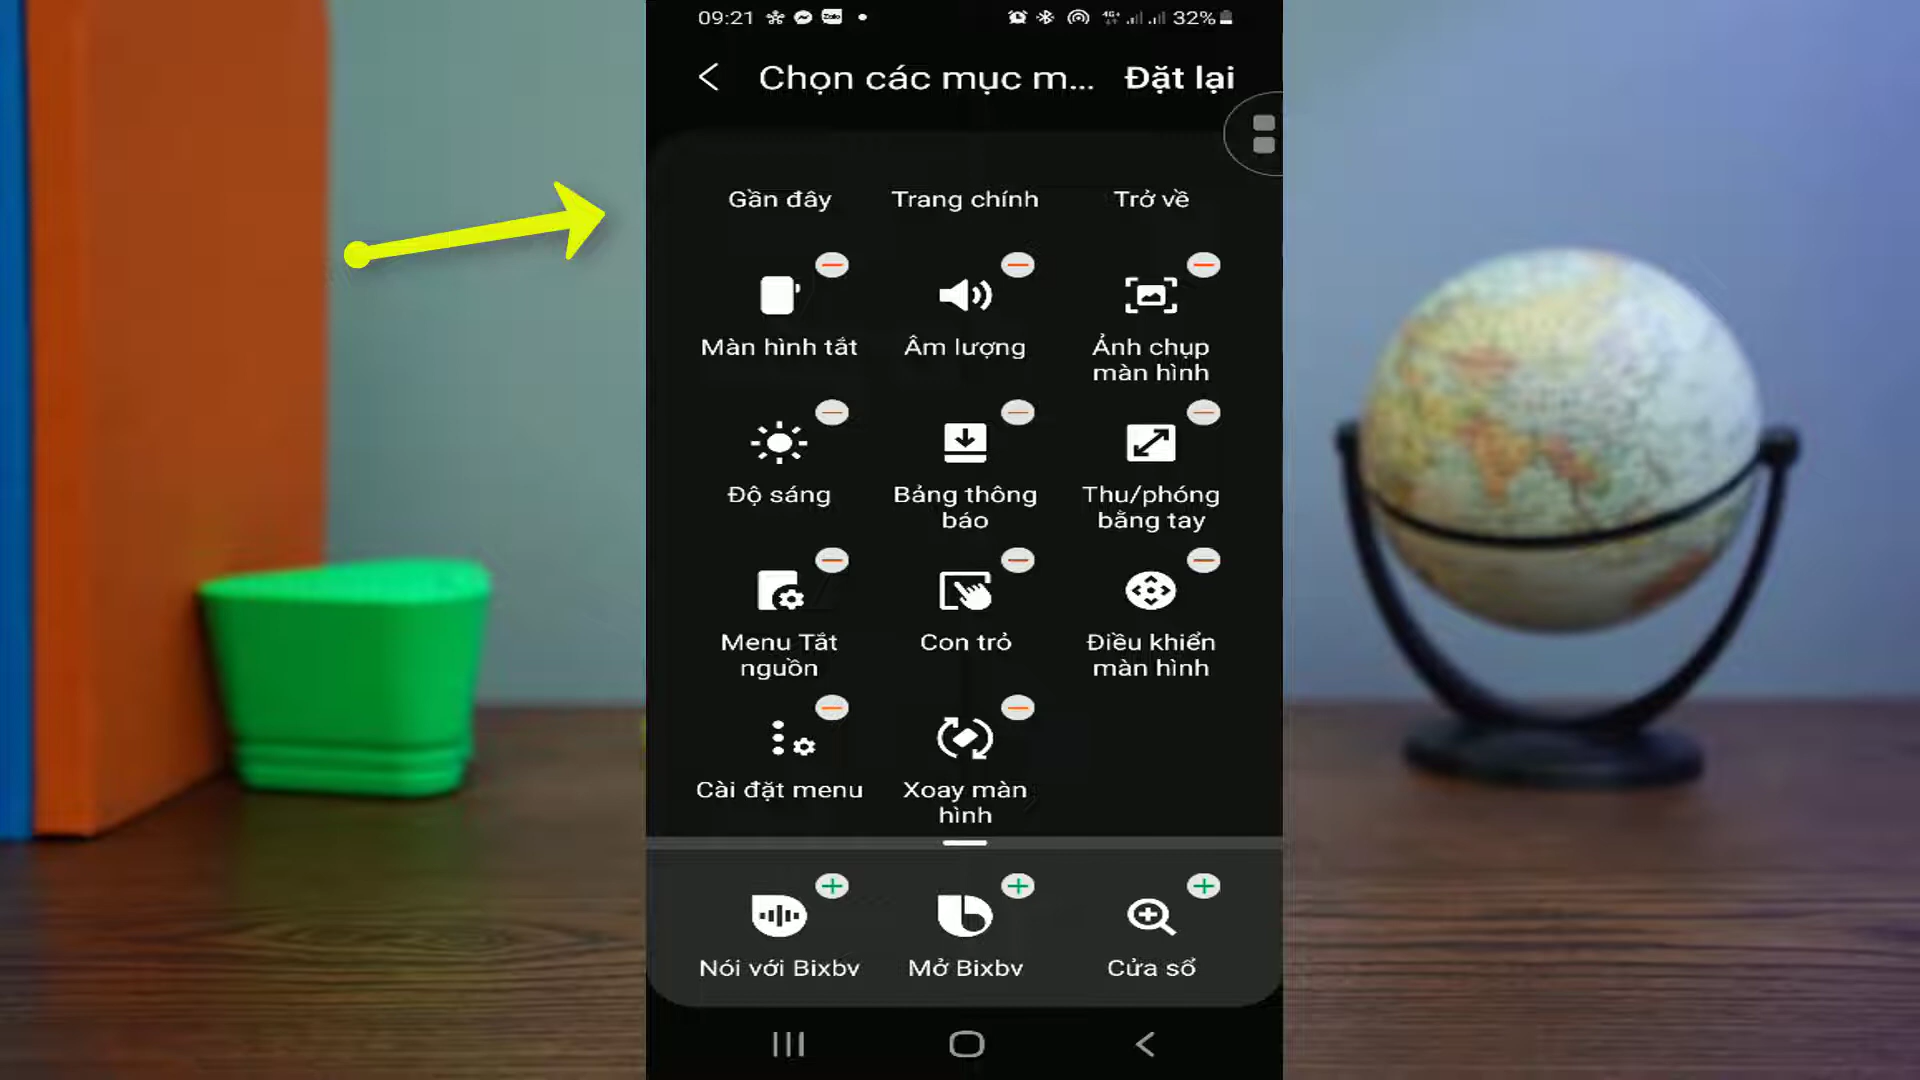 09:21 Zalo 4G+ 32%
Chọn các mục m... Đặt lại
Gần đây Trang chính Trở về
Màn hình tắt Âm lượng Ảnh chụp
màn hình
Độ sáng Bảng thông Thu/phóng
báo bằng tay
Menu Tắt Con trỏ Điều khiển
nguồn màn hình
Cài đặt menu Xoay màn
hình
Nói với Bixby Mở Bixby Cửa sổ